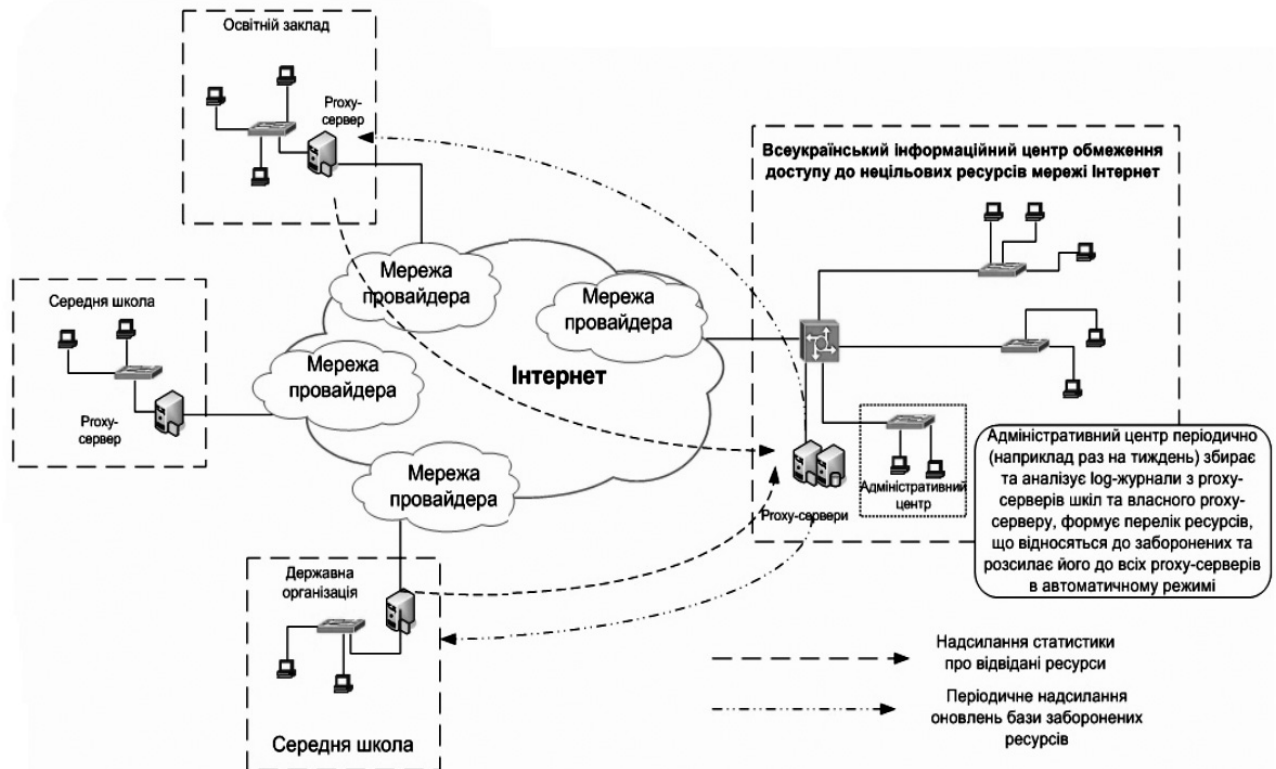 Освітній заклад
Proxy-
сервер
Всеукраїнський інформаційний центр обмеження
доступу до нецільових ресурсів мережі Інтернет
Мережа
провайдера
Мережа
провайдера
Середня школа
Proxy-
сервер
Мережа
провайдера
Інтернет
Мережа
провайдера
Proxy-сервери
Адміністративний
центр
Адміністративний центр періодично
(наприклад раз на тиждень) збирає
та аналізує log-журнали з proxy-
серверів шкіл та власного proxy-
серверу, формує перелік ресурсів,
що відносяться до заборонених та
розсилає його до всіх proxy-серверів
в автоматичному режимі
Державна
організація
Середня школа
Надсилання статистики
про відвідані ресурси
Періодичне надсилання
оновлень бази заборонених
ресурсів